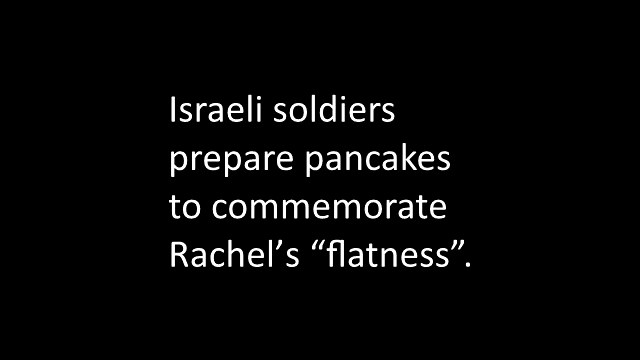 Israeli soldiers
prepare pancakes
to commemorate
Rachel’s “flatness”.